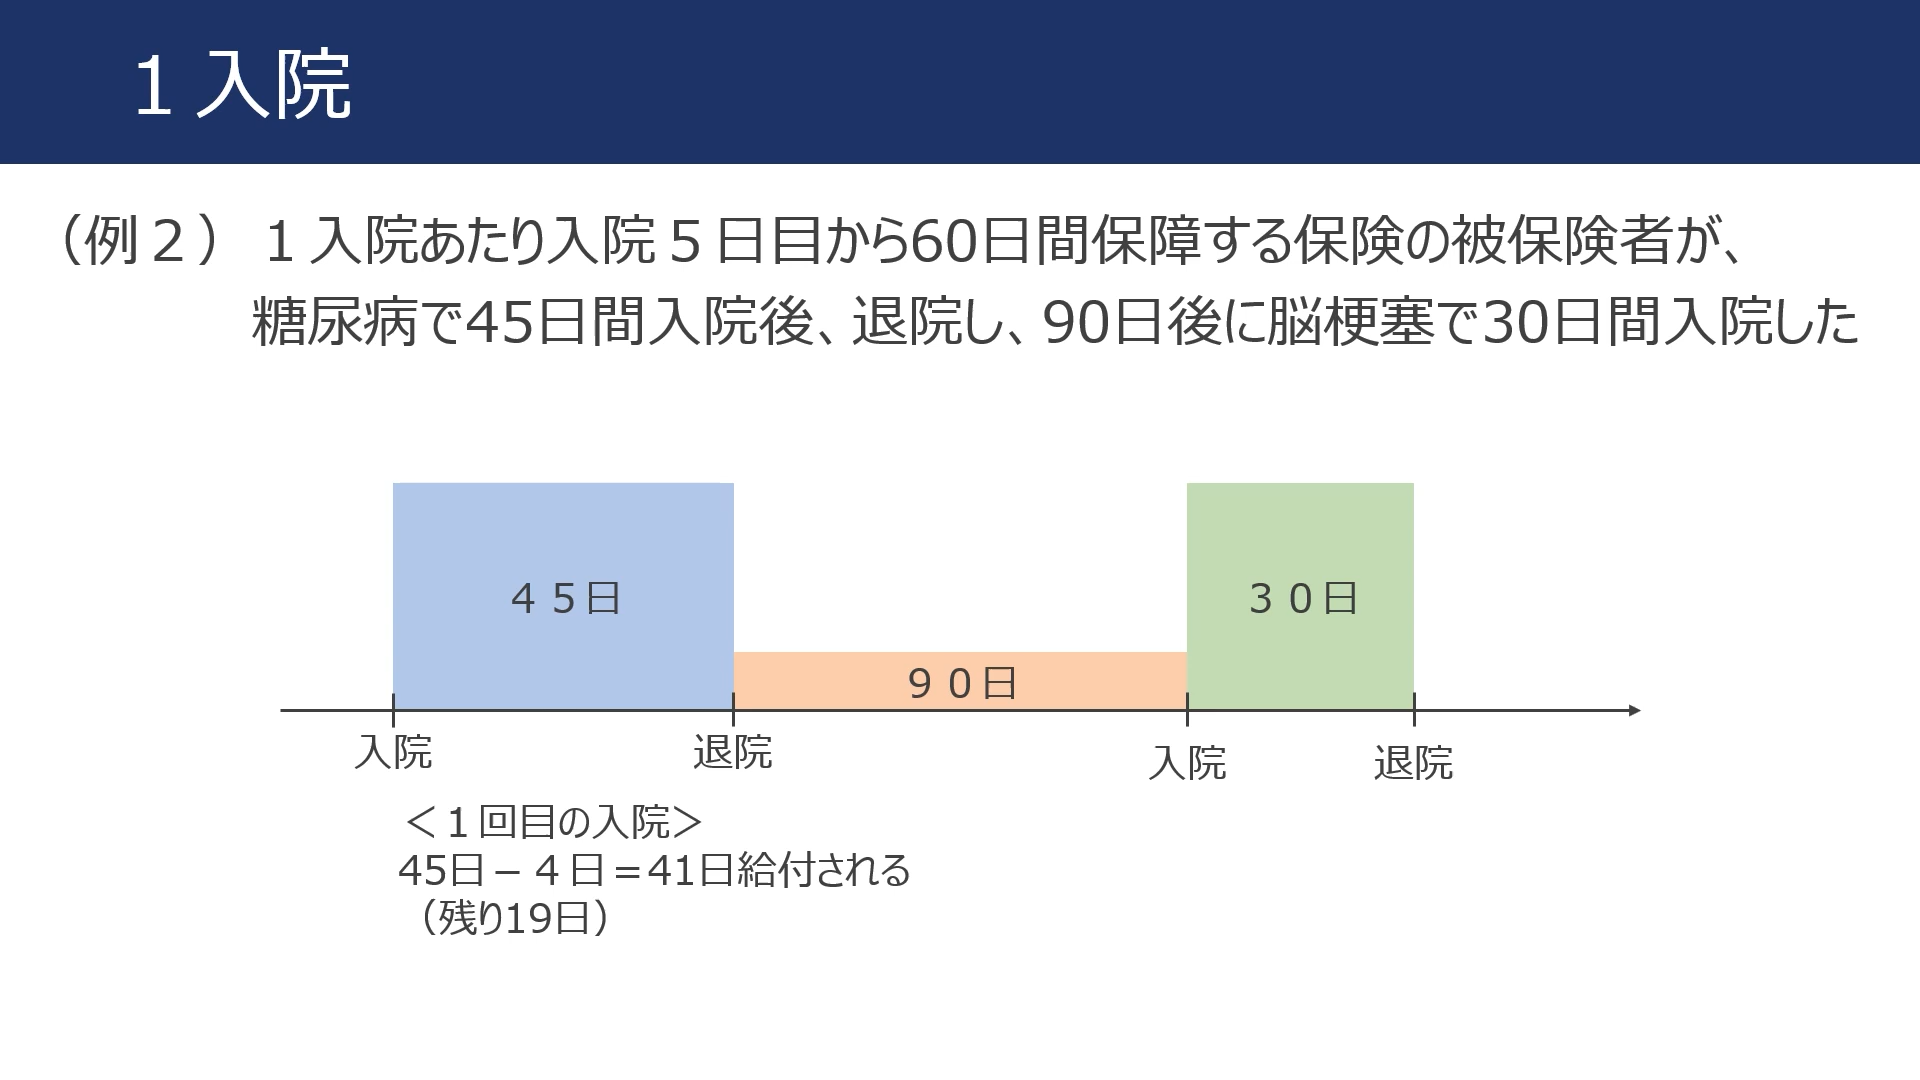 １入院
（例２）１入院あたり入院５日目から60日間保障する保険の被保険者が、
糖尿病で45日間入院後、退院し、90日後に脳梗塞で30日間入院した
４５日
３０日
９０日
入院
退院
入院
退院
＜１回目の入院＞
45日－４日＝41日給付される
（残り19日）